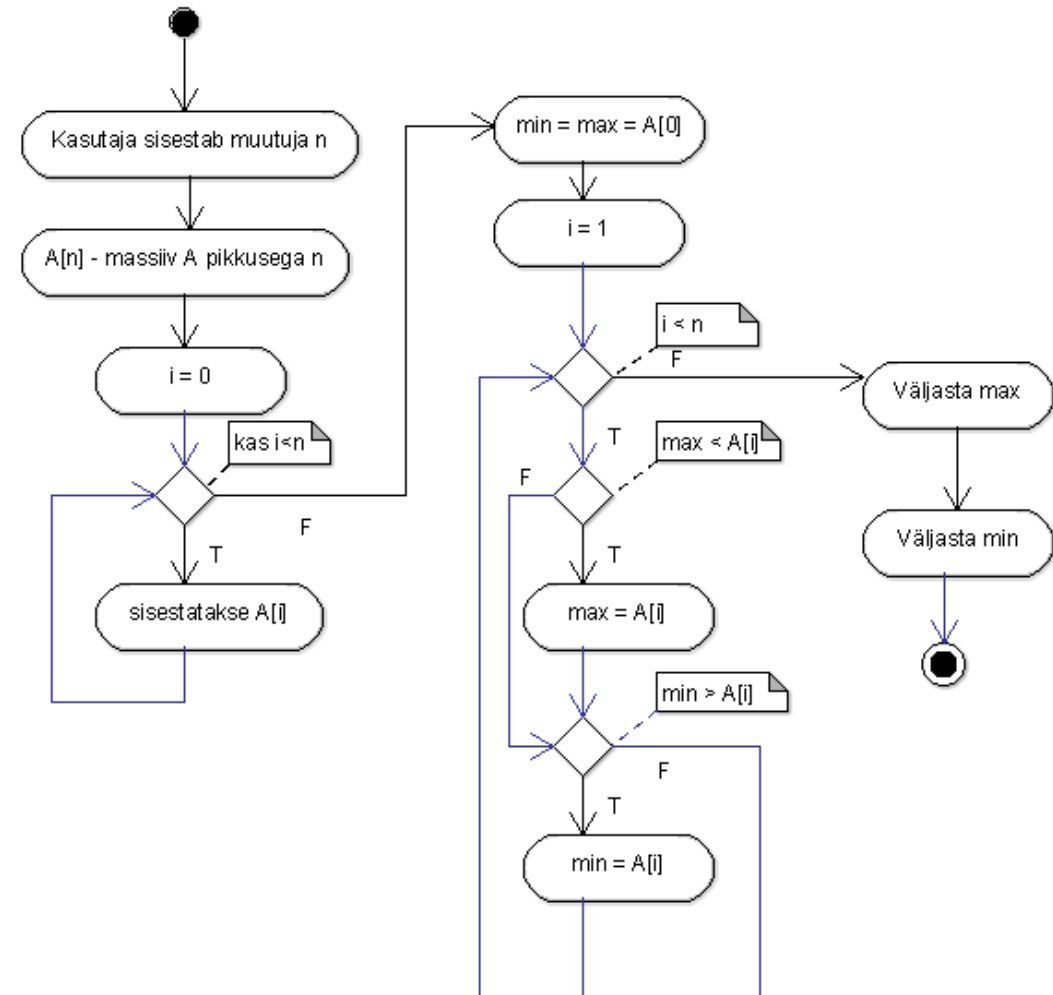 Kasutaja sisestab muutuja n
A[n] - massiiv A pikkusega n
i = 0
kas i<n
F
T
sisestatakse A[i]
min = max = A[0]
i = 1
i < n
F
T
max < A[i]
F
T
max = A[i]
min > A[i]
F
T
min = A[i]
Väljasta max
Väljasta min